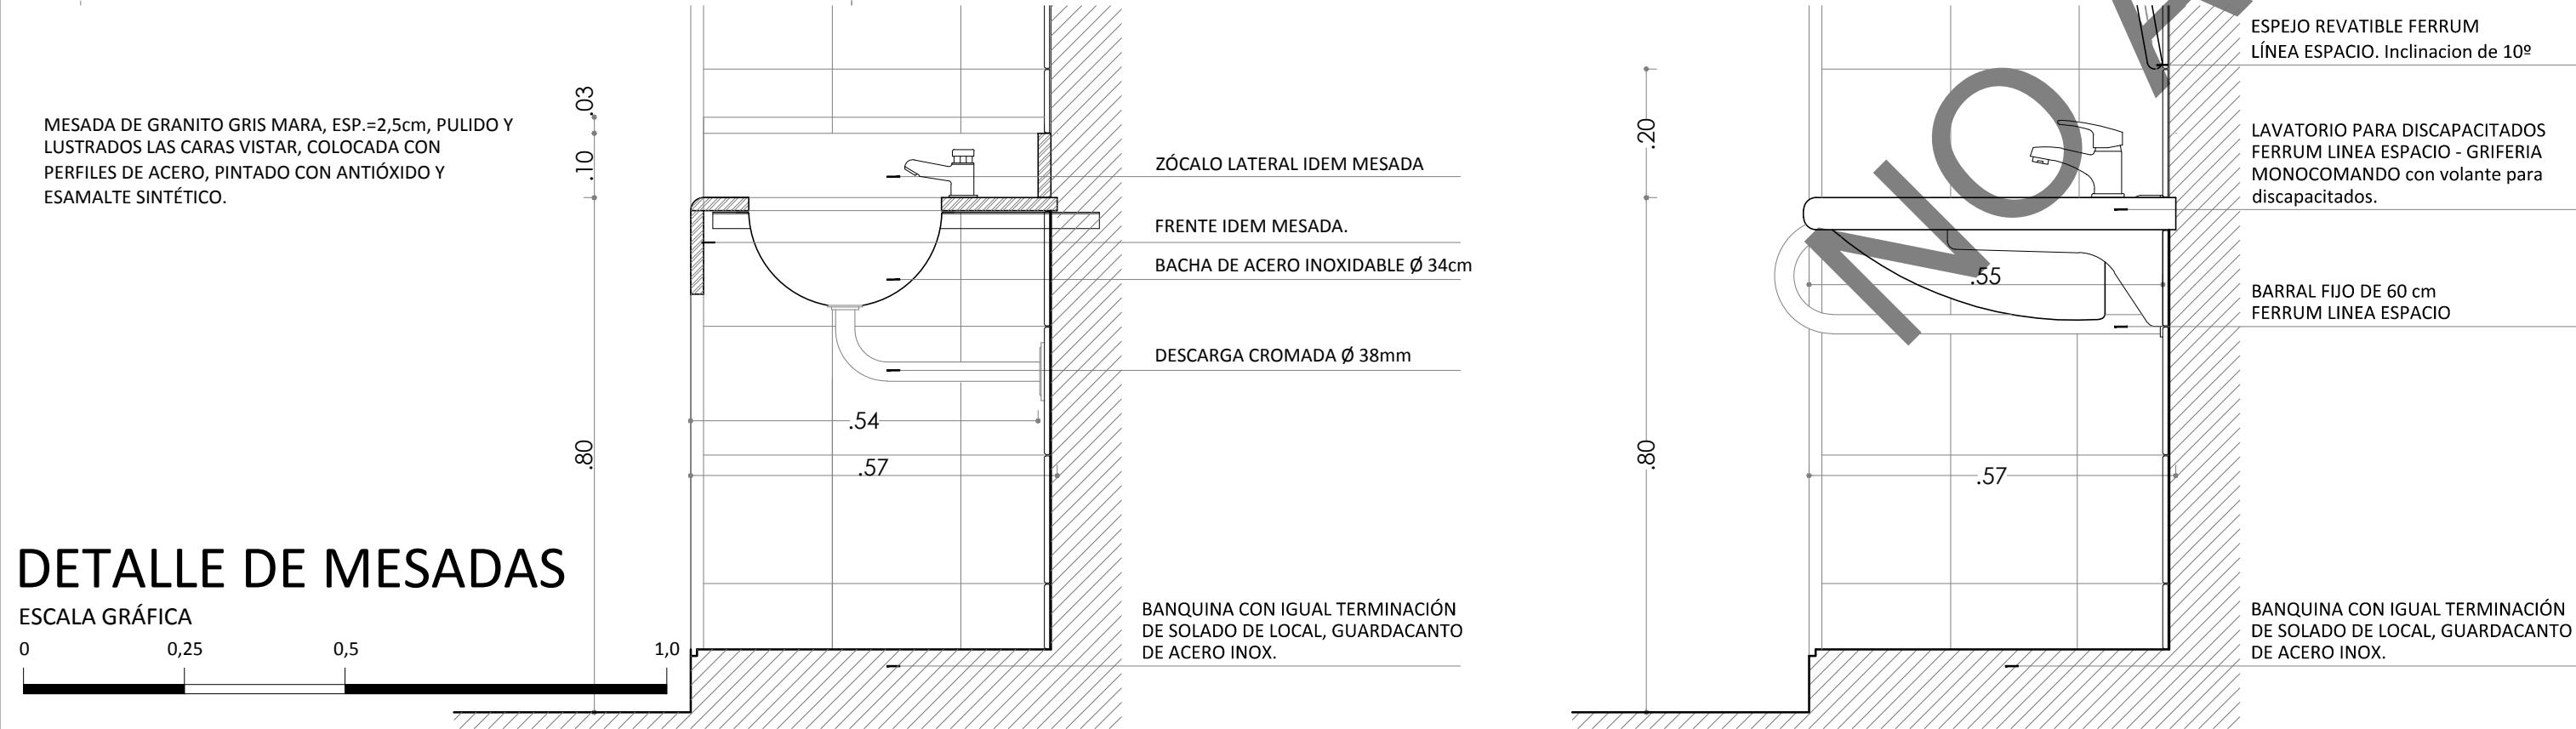 MESADA DE GRANITO GRIS MARA, ESP.=2,5cm, PULIDO Y
LUSTRADOS LAS CARAS VISTAR, COLOCADA CON
PERFILES DE ACERO, PINTADO CON ANTIÓXIDO Y
ESAMALTE SINTÉTICO.
.03
.10
.80
ZÓCALO LATERAL IDEM MESADA
FRENTE IDEM MESADA.
BACHA DE ACERO INOXIDABLE Ø 34cm
DESCARGA CROMADA Ø 38mm
.54
.57
BANQUINA CON IGUAL TERMINACIÓN
DE SOLADO DE LOCAL, GUARDACANTO
DE ACERO INOX.
DETALLE DE MESADAS
ESCALA GRÁFICA
0 0,25 0,5 1,0
.20
.80
.55
.57
NO A
ESPEJO REVATIBLE FERRUM
LÍNEA ESPACIO. Inclinacion de 10º
LAVATORIO PARA DISCAPACITADOS
FERRUM LINEA ESPACIO - GRIFERIA
MONOCOMANDO con volante para
discapacitados.
BARRAL FIJO DE 60 cm
FERRUM LINEA ESPACIO
BANQUINA CON IGUAL TERMINACIÓN
DE SOLADO DE LOCAL, GUARDACANTO
DE ACERO INOX.